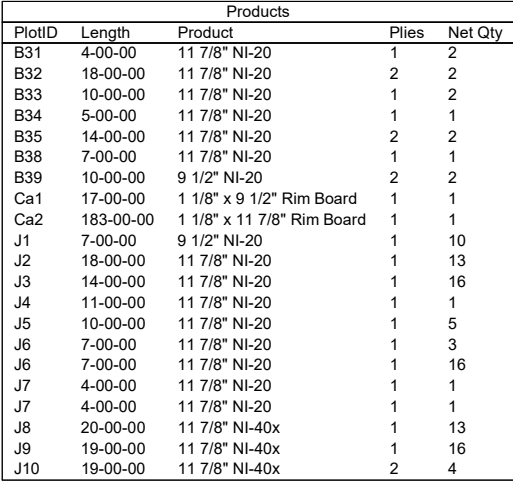 Products
PlotID Length Product Plies Net Qty
B31 4-00-00 11 7/8" NI-20 1 2
B32 18-00-00 11 7/8" NI-20 2 2
B33 10-00-00 11 7/8" NI-20 1 2
B34 5-00-00 11 7/8" NI-20 1 1
B35 14-00-00 11 7/8" NI-20 2 2
B38 7-00-00 11 7/8" NI-20 1 1
B39 10-00-00 9 1/2" NI-20 2 2
Ca1 17-00-00 1 1/8" x 9 1/2" Rim Board 1 1
Ca2 183-00-00 1 1/8" x 11 7/8" Rim Board 1 1
J1 7-00-00 9 1/2" NI-20 1 10
J2 18-00-00 11 7/8" NI-20 1 13
J3 14-00-00 11 7/8" NI-20 1 16
J4 11-00-00 11 7/8" NI-20 1 1
J5 10-00-00 11 7/8" NI-20 1 5
J6 7-00-00 11 7/8" NI-20 1 3
J6 7-00-00 11 7/8" NI-20 1 16
J7 4-00-00 11 7/8" NI-20 1 1
J7 4-00-00 11 7/8" NI-20 1 1
J8 20-00-00 11 7/8" NI-40x 1 13
J9 19-00-00 11 7/8" NI-40x 1 16
J10 19-00-00 11 7/8" NI-40x 2 4